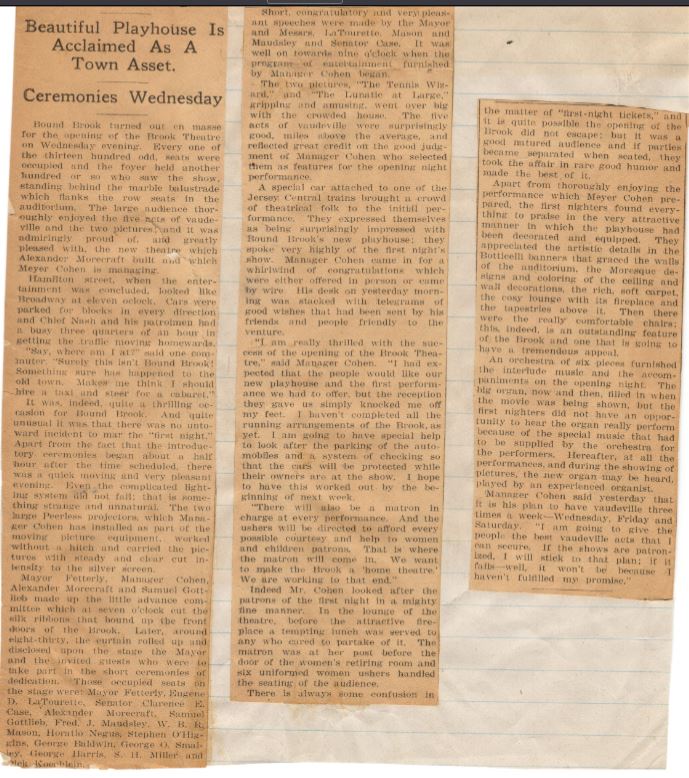 Beautiful Playhouse Is
Acclaimed As A
Town Asset.
Ceremonies Wednesday
Bound Brook turned out en masse
for the opening of the Brook Theatre
on Wednesday evening. Every one of
the thirteen hundred odd, seats were
occupied and the foyer held another
hundred or so who saw the show,
standing behind the marble balustrade
which flanks the row seats in the
auditorium. The large audience thor-
oughly enjoyed the five acts of vaude-
ville and the two pictures, and it was
admiringly proud of, and greatly
pleased with, the new theatre which
Alexander Morecraft built and which
Meyer Cohen is managing.
Hamilton street, when the enter-
tainment was concluded, looked like
Broadway at eleven oclock. Cars were
parked for blocks in every direction
and Chief Nash and his patrolmen had
a busy three quarters of an hour in
getting the traffic moving homewards.
"Say, where am I at?" said one com-
muter. "Surely this isn't Bound Brook!
Something sure has happened to the
old town. Makes me think I should
hire a taxi and steer for a cabaret."
It was, indeed, quite a thrilling oc-
casion for Bound Brook. And quite
unusual it was that there was no unto-
ward incident to mar the "first night."
Apart from the fact that the introduc-
tory ceremonies began about a half
hour after the time scheduled, there
was a quick moving and very pleasant
evening. Even the complicated light-
ing system did not fail; that is some-
thing strange and unnatural. The two
large Peerless projectors, which Mana-
ger Cohen has installed as part of the
moving picture equipment, worked
without a hitch and carried the pic-
tures with steady and clear cut in-
tensity to the silver screen.
Mayor Fetterly, Manager Cohen,
Alexander Morecraft and Samuel Gott-
lieb made up the little advance com-
mittee which at seven o'clock cut the
silk ribbons that bound up the front
doors of the Brook. Later, around
eight-thirty, the curtain rolled up and
disclosed upon the stage the Mayor
and the invited guests who were to
take part in the short ceremonies of
dedication. Those occupied seats on
the stage were: Mayor Fetterly, Eugene
D. LaTourette, Senator Clarence E.
Case, Alexander Morecraft, Samuel
Gottlieb, Fred. J. Maudsley, W. B. R.
Mason, Horatio Negus, Stephen O'Hig-
gins, George Baldwin, George O. Smal-
ley, George Harris, S. H. Miller and
Dick Koechlein.
Short, congratulatory and very pleas-
ant speeches were made by the Mayor
and Messrs. LaTourette, Mason and
Maudsley and Senator Case. It was
well on towards nine o'clock when the
program of entertainment furnished
by Manager Cohen began.
The two pictures, "The Tennis Wiz-
ard," and "The Lunatic at Large,"
gripping and amusing, went over big
with the crowded house. The five
acts of vaudeville were surprisingly
good, miles above the average, and
reflected great credit on the good judg-
ment of Manager Cohen who selected
them as features for the opening night
performance.
A special car attached to one of the
Jersey Central trains brought a crowd
of theatrical folk to the initial per-
formance. They expressed themselves
as being surprisingly impressed with
Bound Brook's new playhouse; they
spoke very highly of the first night's
show. Manager Cohen came in for a
whirlwind of congratulations which
were either offered in person or came
by wire. His desk on yesterday morn-
ing was stacked with telegrams of
good wishes that had been sent by his
friends and people friendly to the
venture.
"I am really thrilled with the suc-
cess of the opening of the Brook Thea-
tre," said Manager Cohen. "I had ex-
pected that the people would like our
new playhouse and the first perform-
ance we had to offer, but the reception
they gave us simply knocked me off
my feet. I haven't completed all the
running arrangements of the Brook, as
yet. I am going to have special help
to look after the parking of the auto-
mobiles and a system of checking so
that the cars will be protected while
their owners are at the show. I hope
to have this worked out by the be-
ginning of next week.
"There will also be a matron in
charge at every performance. And the
ushers will be directed to afford every
possible courtesy and help to women
and children patrons. That is where
the matron will come in. We want
to make the Brook a 'home theatre.'
We are working to that end."
Indeed Mr. Cohen looked after the
patrons of the first night in a mighty
fine manner. In the lounge of the
theatre, before the attractive fire-
place a tempting lunch was served to
any who cared to partake of it. The
matron was at her post before the
door of the women's retiring room and
six uniformed women ushers handled
the seating of the audience.
There is always some confusion in
the matter of "first-night tickets," and
it is quite possible the opening of the
Brook did not escape; but it was a
good natured audience and if parties
became separated when seated, they
took the affair in rare good humor and
made the best of it.
Apart from thoroughly enjoying the
performance which Meyer Cohen pre-
pared, the first nighters found every-
thing to praise in the very attractive
manner in which the playhouse had
been decorated and equipped. They
appreciated the artistic details in the
Botticelli banners that graced the walls
of the auditorium, the Moresque de-
signs and coloring of the ceiling and
wall decorations, the rich, soft carpet,
the cosy lounge with its fireplace and
the tapestries above it. Then there
were the really comfortable chairs;
this, indeed, is an outstanding feature
of the Brook and one that is going to
have a tremendous appeal.
An orchestra of six pieces furnished
the interlude music and the accom-
paniments on the opening night. The
big organ, now and then, filled in when
the movie was being shown, but the
first nighters did not have an oppor-
tunity to hear the organ really perform
because of the special music that had
to be supplied by the orchestra for
the performers. Hereafter, at all the
performances, and during the showing of
pictures, the new organ may be heard,
played by an experienced organist.
Manager Cohen said yesterday that
it is his plan to have vaudeville three
times a week—Wednesday, Friday and
Saturday. "I am going to give the
people the best vaudeville acts that I
can secure. If the shows are patron-
ized, I will stick to that plan; if it
fails—well, it won't be because I
haven't fulfilled my promise."